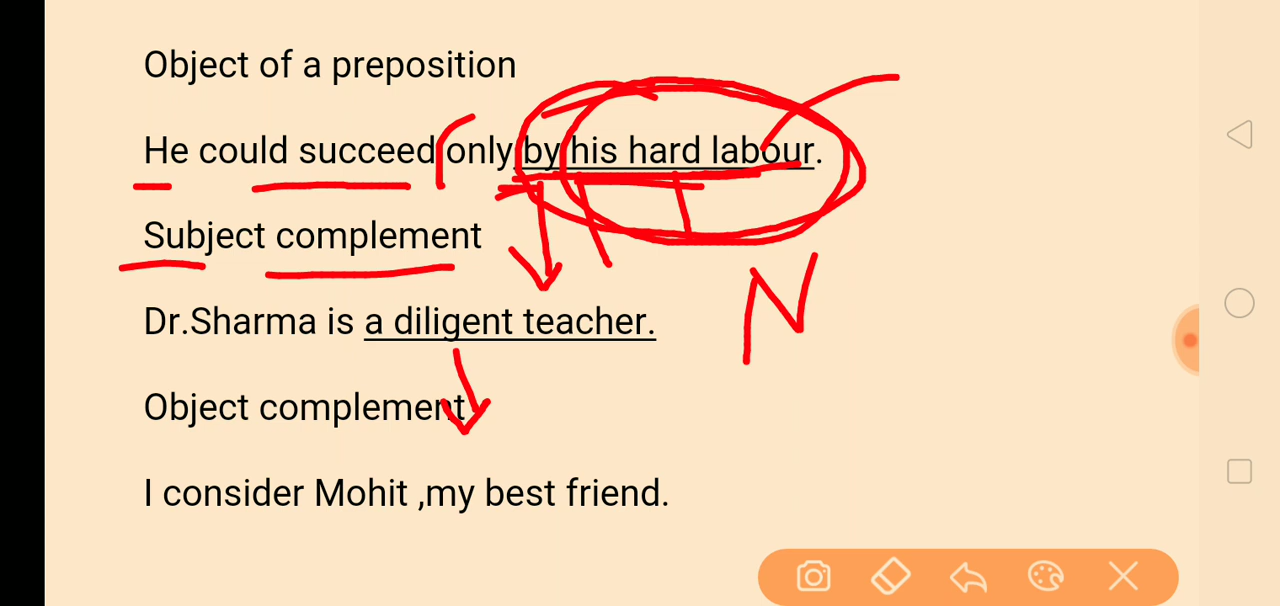 Object of a preposition
He could succeed only by his hard labour.
Subject complement
Dr.Sharma is a diligent teacher.
N
Object complement
I consider Mohit ,my best friend.